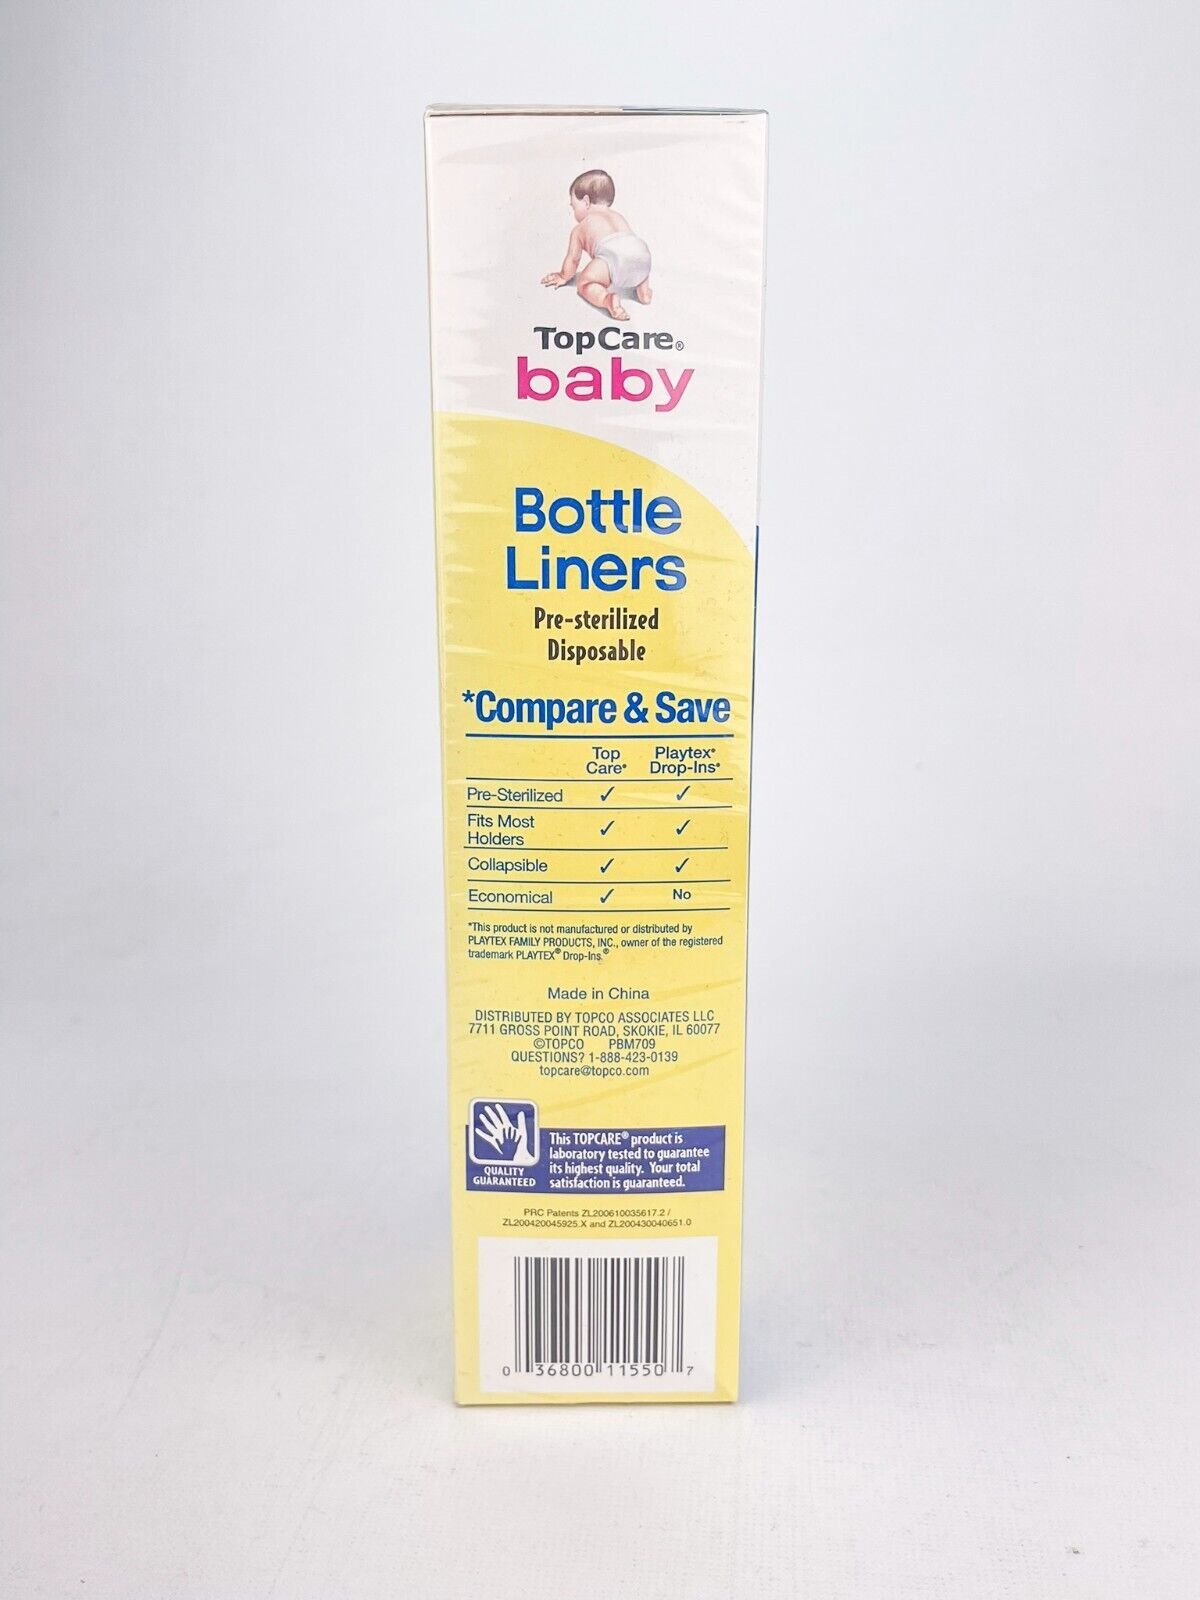 TopCare®
baby
Bottle
Liners
Pre-sterilized
Disposable
*Compare & Save
Top Care® Playtex® Drop-Ins®
Pre-Sterilized ✓ ✓
Fits Most Holders ✓ ✓
Collapsible ✓ ✓
Economical ✓ No
*This product is not manufactured or distributed by
PLAYTEX FAMILY PRODUCTS, INC., owner of the registered
trademark PLAYTEX® Drop-Ins.®
Made in China
DISTRIBUTED BY TOPCO ASSOCIATES LLC
7711 GROSS POINT ROAD, SKOKIE, IL 60077
©TOPCO PBM709
QUESTIONS? 1-888-423-0139
topcare@topco.com
QUALITY
GUARANTEED
This TOPCARE® product is
laboratory tested to guarantee
its highest quality. Your total
satisfaction is guaranteed.
PRC Patents ZL200610035617.2 /
ZL200420045925.X and ZL200430040651.0
0 36800 11550 7